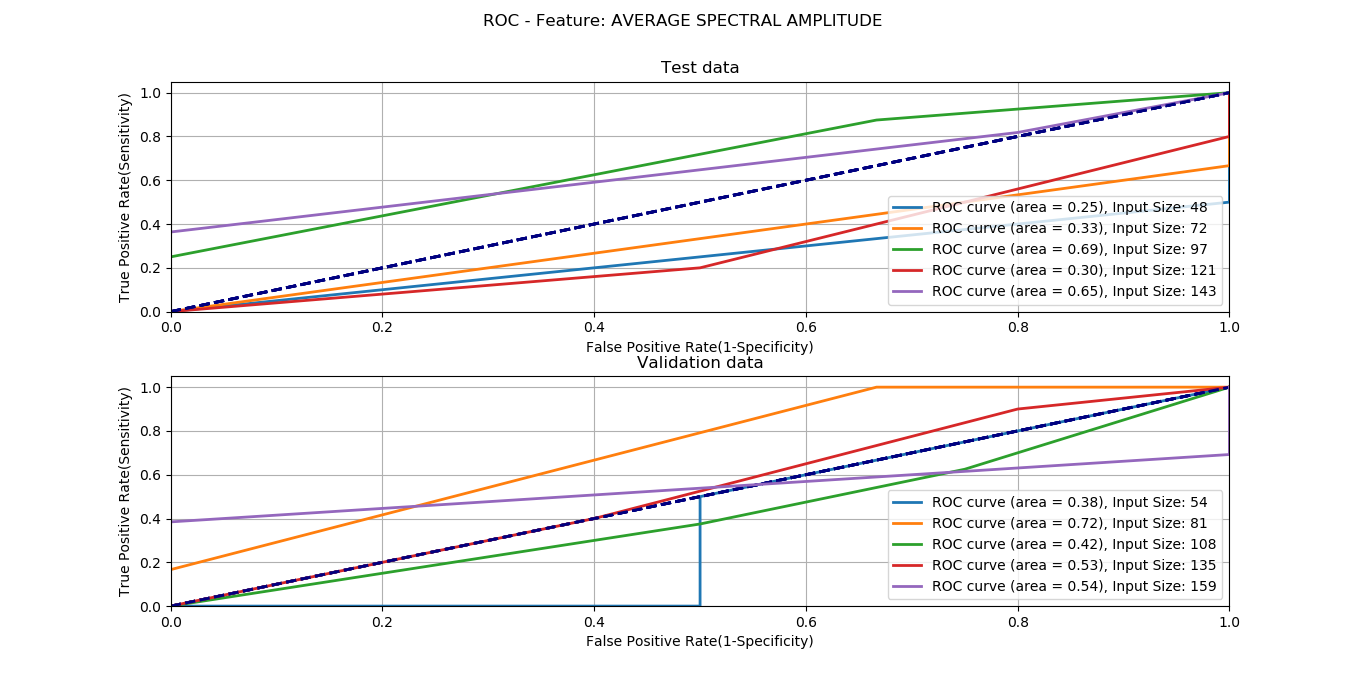 ROC - Feature: AVERAGE SPECTRAL AMPLITUDE
Test data
True Positive Rate(Sensitivity)
1.0
0.8
0.6
0.4
0.2
0.0
ROC curve (area = 0.25), Input Size: 48
ROC curve (area = 0.33), Input Size: 72
ROC curve (area = 0.69), Input Size: 97
ROC curve (area = 0.30), Input Size: 121
ROC curve (area = 0.65), Input Size: 143
0.0 0.2 0.4 0.6 0.8 1.0
False Positive Rate(1-Specificity)
Validation data
True Positive Rate(Sensitivity)
1.0
0.8
0.6
0.4
0.2
0.0
ROC curve (area = 0.38), Input Size: 54
ROC curve (area = 0.72), Input Size: 81
ROC curve (area = 0.42), Input Size: 108
ROC curve (area = 0.53), Input Size: 135
ROC curve (area = 0.54), Input Size: 159
0.0 0.2 0.4 0.6 0.8 1.0
False Positive Rate(1-Specificity)